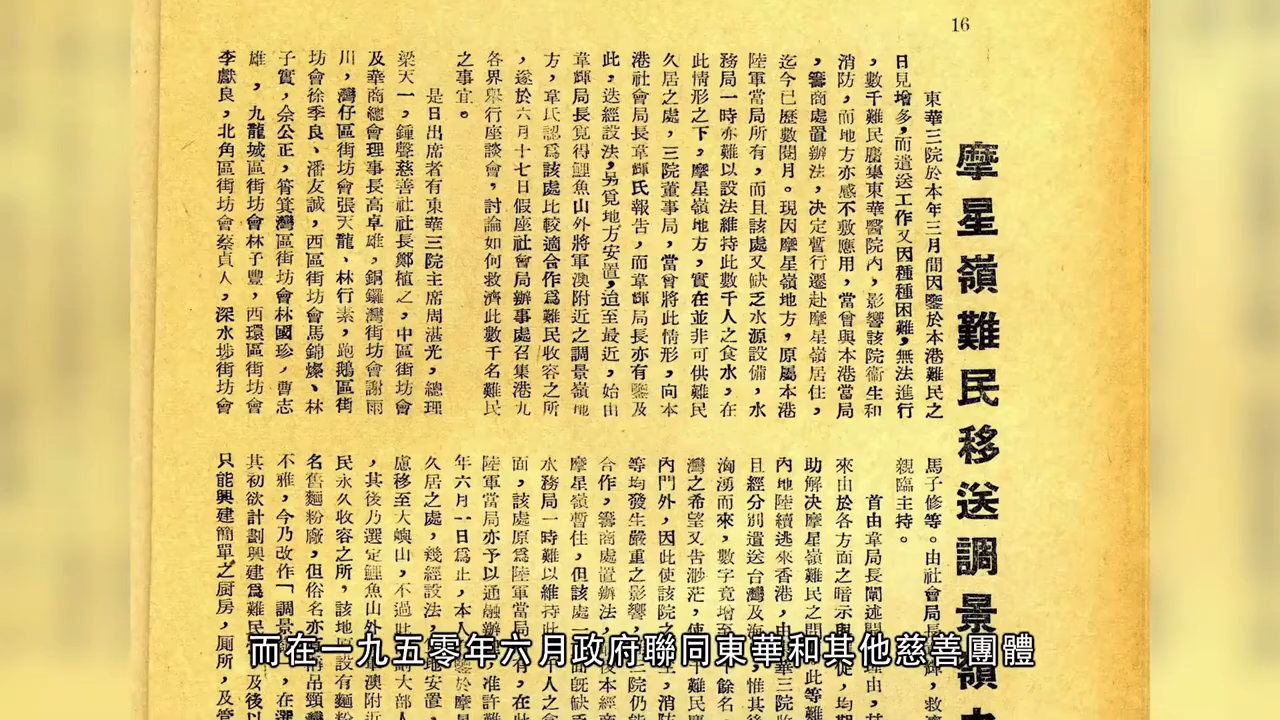 16
摩星嶺難民移送調景嶺
東華三院於本年三月間因鑒於本港難民之
日見增多,而遣送工作又因種種困難,無法進行
,數千難民麕集東華醫院內,影響該院衞生和
消防,而地方亦感不敷應用,當曾與本港當局
,籌商處置辦法,决定暫行遷赴摩星嶺居住,
迄今已歷數閱月。現因摩星嶺地方,原屬本港
陸軍當局所有,而且該處又缺乏水源設備,水
務局一時亦難以設法維持此數千人之食水,在
此情形之下,摩星嶺地方,實在並非可供難民
久居之處,三院董事局,當曾將此情形,向本
港社會局長韋輝氏報告,而韋輝局長亦有鑒及
此,迭經設法,另覓地方安置,迨至最近,始由
韋輝局長覓得鯉魚山外將軍澳附近之調景嶺地
方,韋氏認爲該處比較適合作爲難民收容之所
,遂於六月十七日假座社會局辦事處召集港九
各界舉行座談會,討論如何救濟此數千名難民
之事宜。
是日出席者有東華三院主席周湛光,總理
梁天一,鍾聲慈善社社長鄭植之,中區街坊會
及華商總會理事長高卓雄,銅鑼灣街坊會謝雨
川,灣仔區街坊會張天龍、林行素,跑鵝區街
坊會徐季良、潘友誠,西區街坊會馬錦燦、林
子實,佘公正,筲箕灣區街坊會林國珍,曹志
雄,九龍城區街坊會林子豐,西環區街坊會
李獻良,北角區街坊會蔡貞人,深水埗街坊會
馬子修等。由社會局長
親臨主持。
首由韋局長闡述開
來由於各方面之暗示與
助解决摩星嶺難民之問
內地陸續逃來香港,由
且經分別遣送台灣及海
洶湧而來,數字竟增至
灣之希望又告渺茫,使
內門外,因此使該院之
等均發生嚴重之影響,
合作,籌商處置辦法,
摩星嶺暫住,但該處一
水務局一時難以維持此
面,該處原爲陸軍當局
陸軍當局亦予以通融辦
年六月一日爲止,本人
久居之處,幾經設法,
慮移至大嶼山,不過此
,其後乃選定鯉魚山外
民永久收容之所,該地
名舊麵粉廠,但俗名亦
不雅,今乃改作「調景
其初欲計劃興建爲難民
只能興建簡單之厨房,厠所,及
而在一九五零年六月政府聯同東華和其他慈善團體